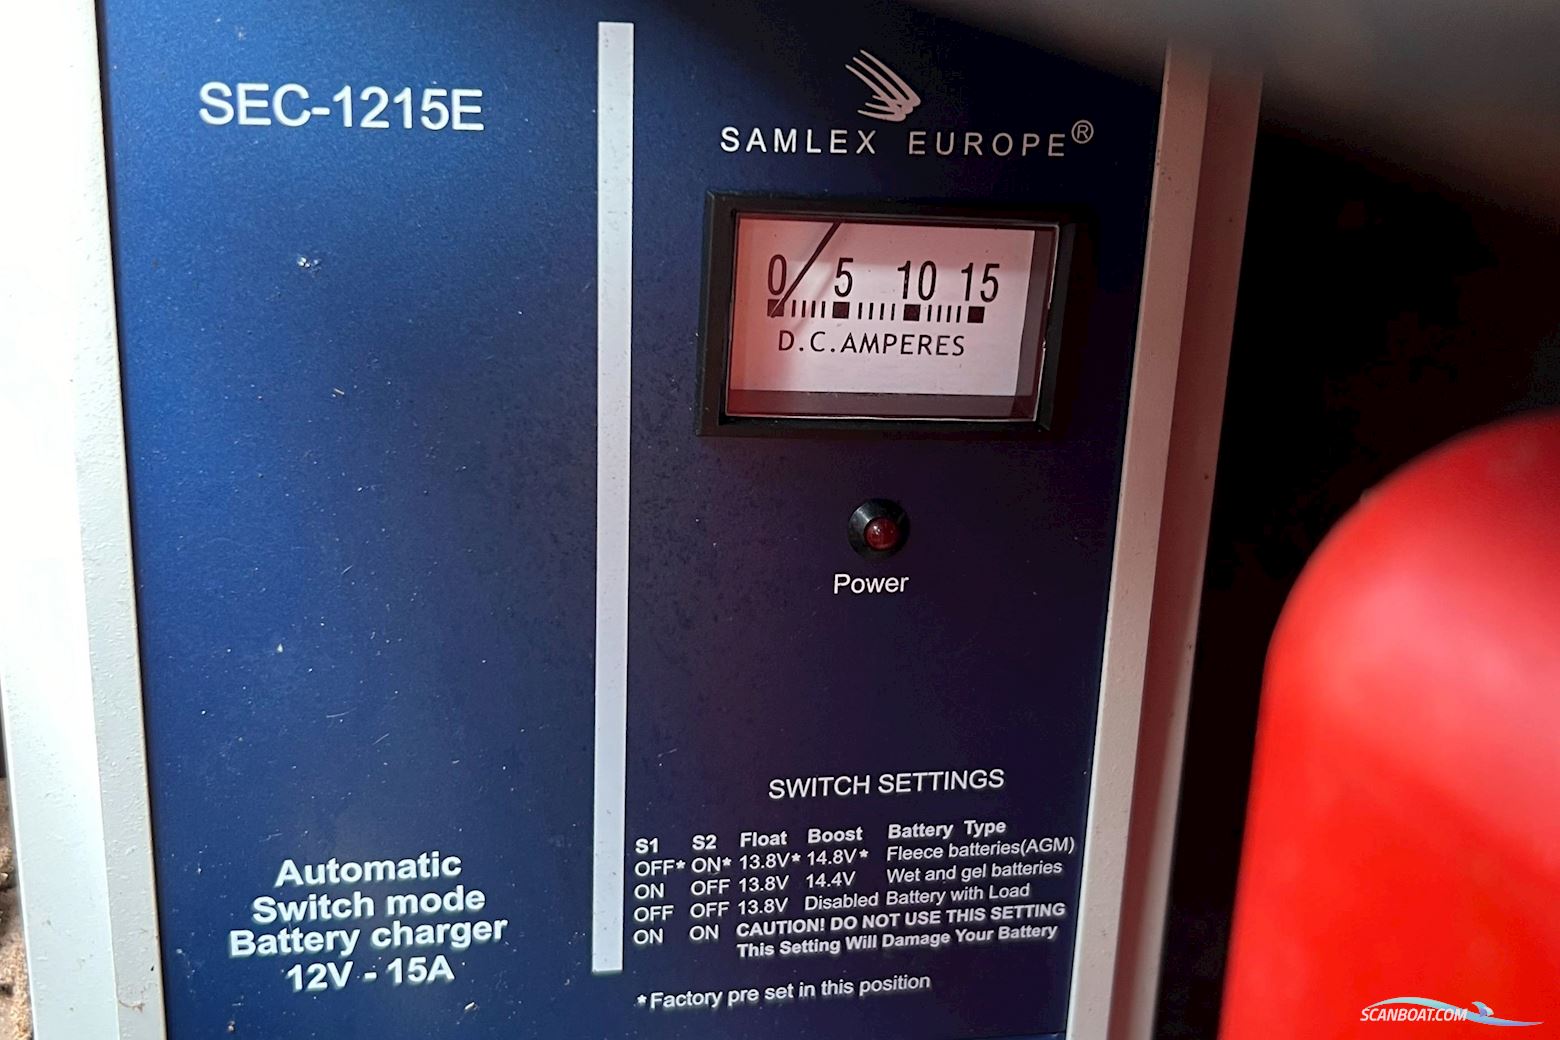 SEC-1215E
SAMLEX EUROPE®
0 5 10 15
D.C.AMPERES
Power
SWITCH SETTINGS
S1 S2 Float Boost Battery Type
OFF* ON* 13.8V* 14.8V* Fleece batteries(AGM)
ON OFF 13.8V 14.4V Wet and gel batteries
OFF OFF 13.8V Disabled Battery with Load
ON ON CAUTION! DO NOT USE THIS SETTING
This Setting Will Damage Your Battery
*Factory pre set in this position
Automatic
Switch mode
Battery charger
12V - 15A
SCANBOAT.COM